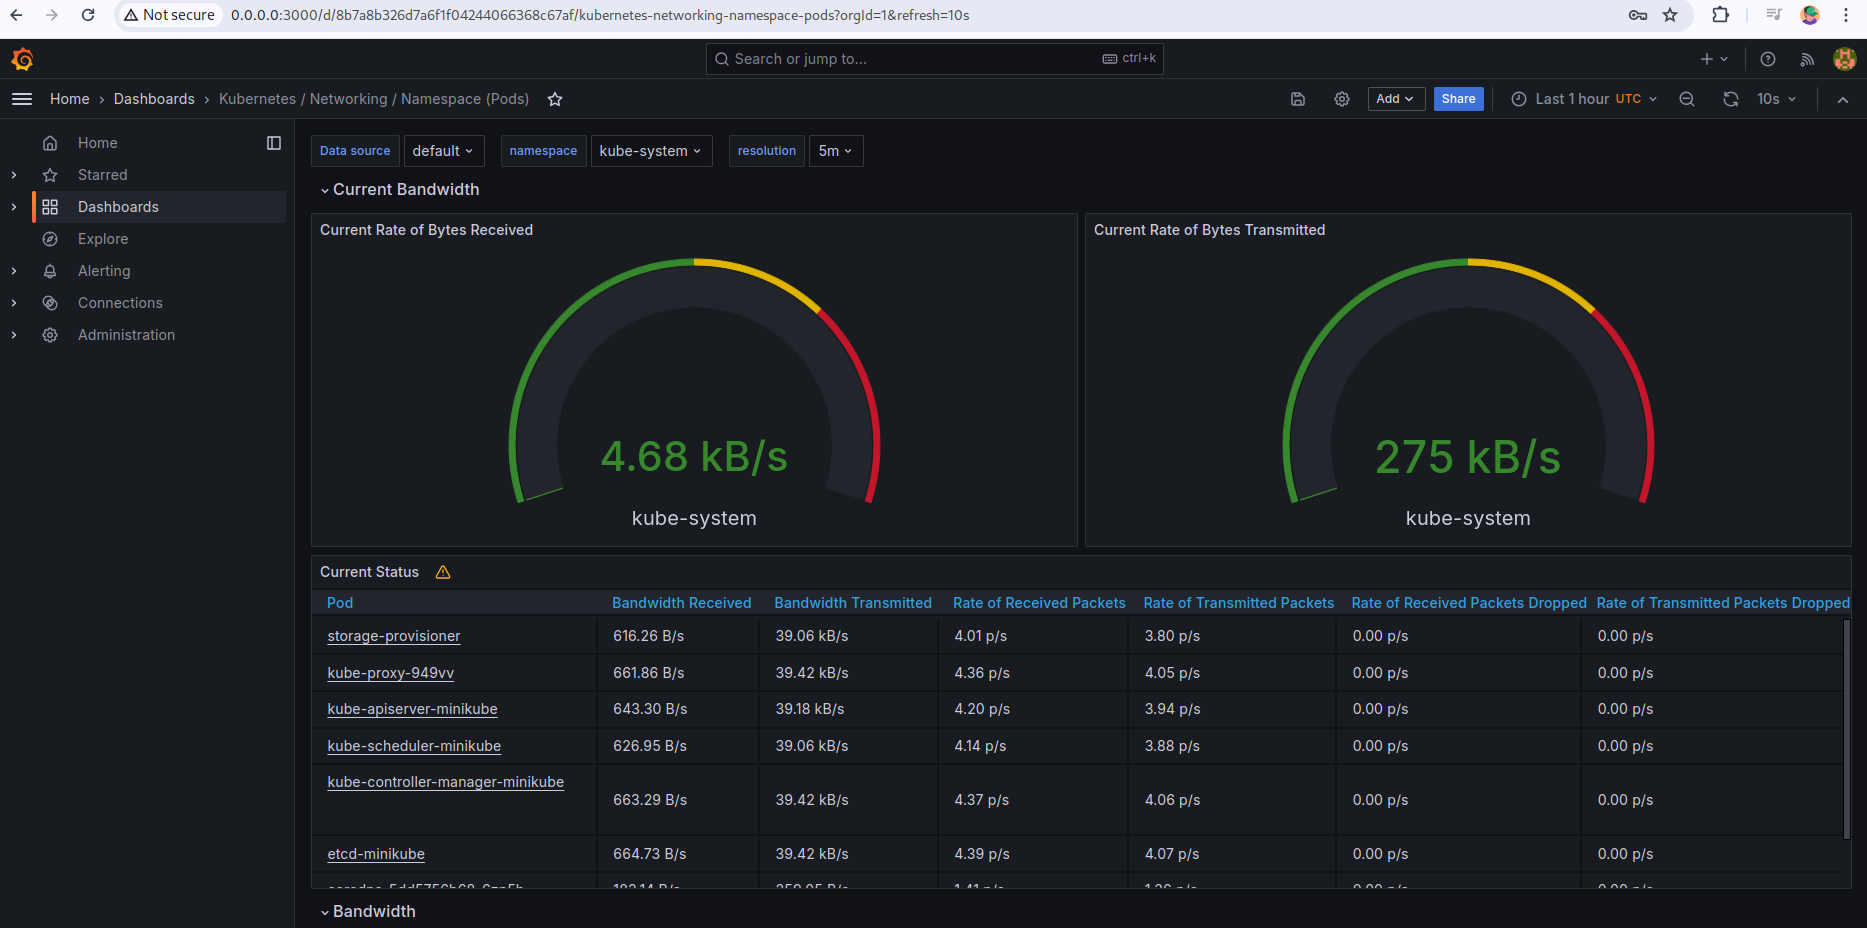 Not secure 0.0.0.0:3000/d/8b7a8b326d7a6f1f04244066368c67af/kubernetes-networking-namespace-pods?orgId=1&refresh=10s
Search or jump to... ctrl+k
Home › Dashboards › Kubernetes / Networking / Namespace (Pods) Add Share Last 1 hour UTC 10s
Home
Starred
Dashboards
Explore
Alerting
Connections
Administration
Data source default namespace kube-system resolution 5m
Current Bandwidth
Current Rate of Bytes Received
4.68 kB/s
kube-system
Current Rate of Bytes Transmitted
275 kB/s
kube-system
Current Status
Pod Bandwidth Received Bandwidth Transmitted Rate of Received Packets Rate of Transmitted Packets Rate of Received Packets Dropped Rate of Transmitted Packets Dropped
storage-provisioner 616.26 B/s 39.06 kB/s 4.01 p/s 3.80 p/s 0.00 p/s 0.00 p/s
kube-proxy-949vv 661.86 B/s 39.42 kB/s 4.36 p/s 4.05 p/s 0.00 p/s 0.00 p/s
kube-apiserver-minikube 643.30 B/s 39.18 kB/s 4.20 p/s 3.94 p/s 0.00 p/s 0.00 p/s
kube-scheduler-minikube 626.95 B/s 39.06 kB/s 4.14 p/s 3.88 p/s 0.00 p/s 0.00 p/s
kube-controller-manager-minikube 663.29 B/s 39.42 kB/s 4.37 p/s 4.06 p/s 0.00 p/s 0.00 p/s
etcd-minikube 664.73 B/s 39.42 kB/s 4.39 p/s 4.07 p/s 0.00 p/s 0.00 p/s
Bandwidth